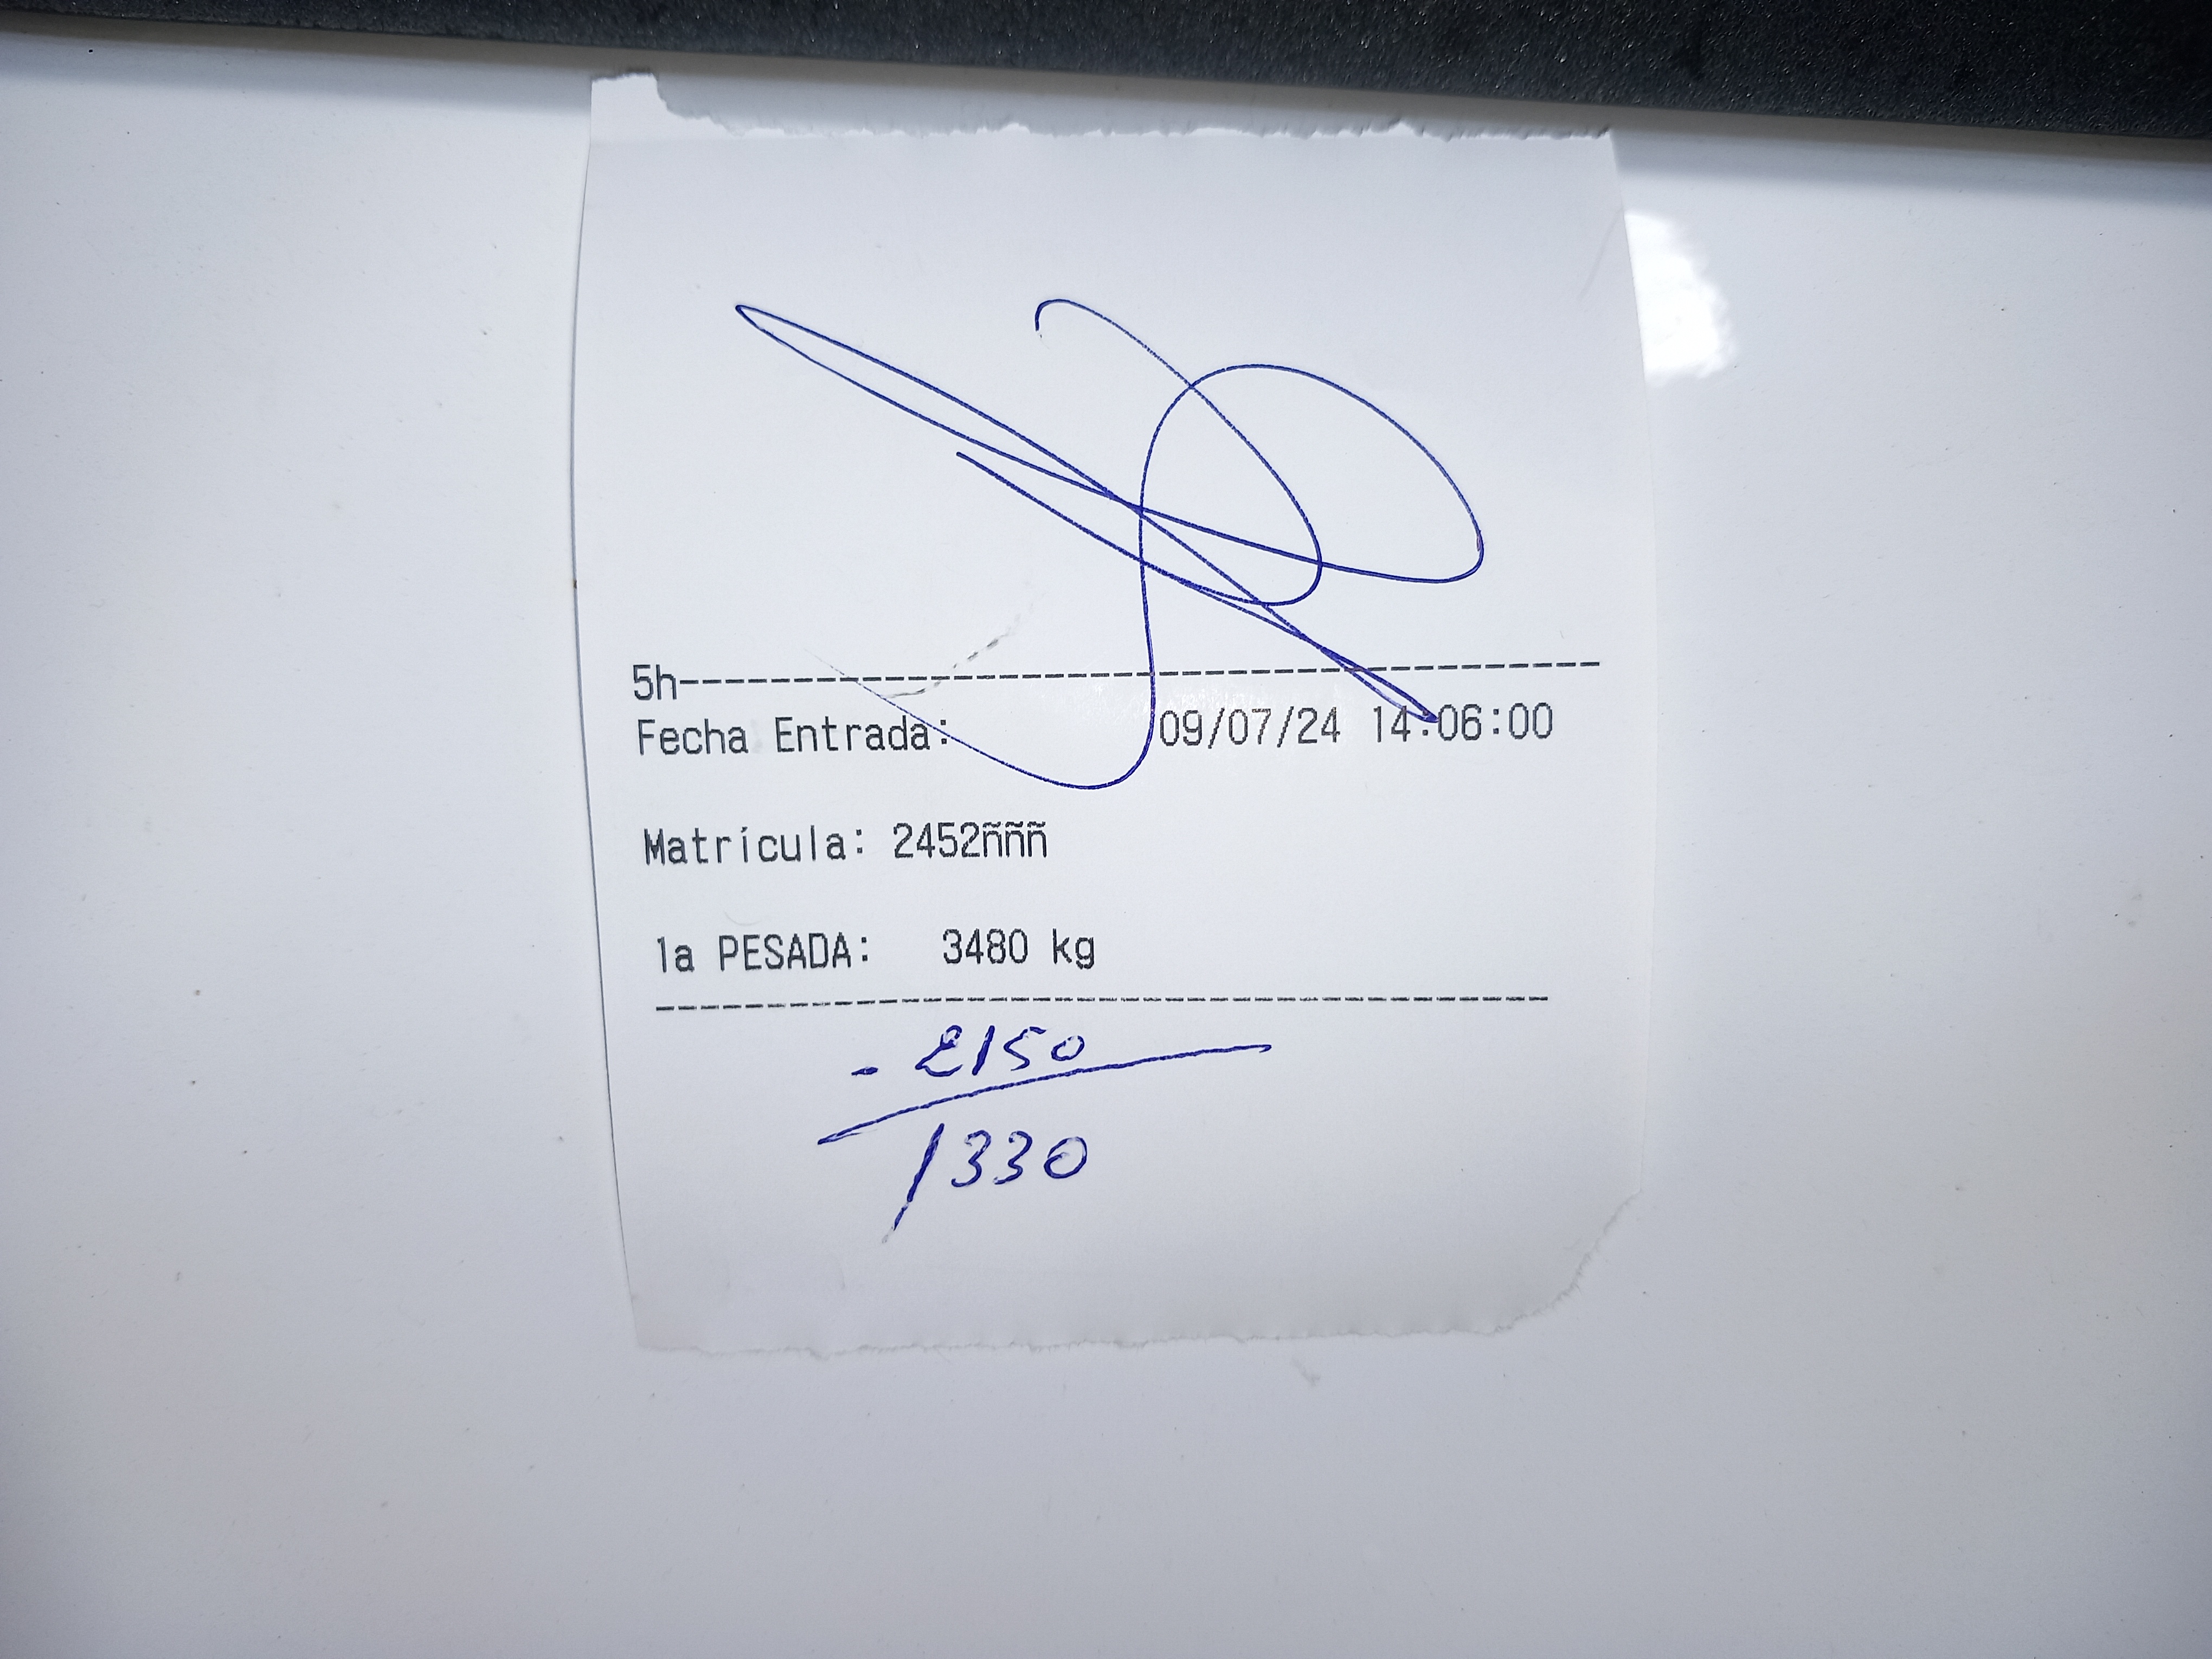 5h--------------------------------------------------
Fecha Entrada: 09/07/24 14:06:00
Matrícula: 2452ñññ
1a PESADA: 3480 kg
--------------------------------------------------
- 2150
1330